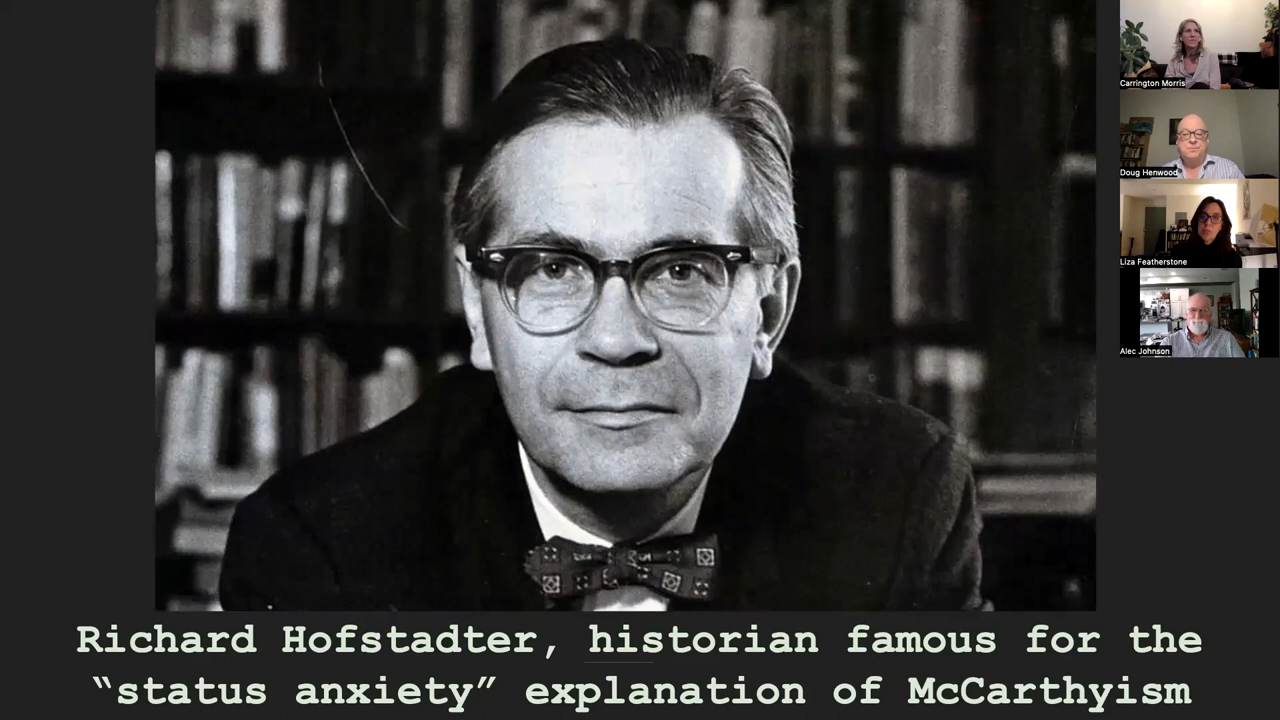 Carrington Morris
Doug Henwood
Liza Featherstone
Alec Johnson
Richard Hofstadter, historian famous for the
“status anxiety” explanation of McCarthyism